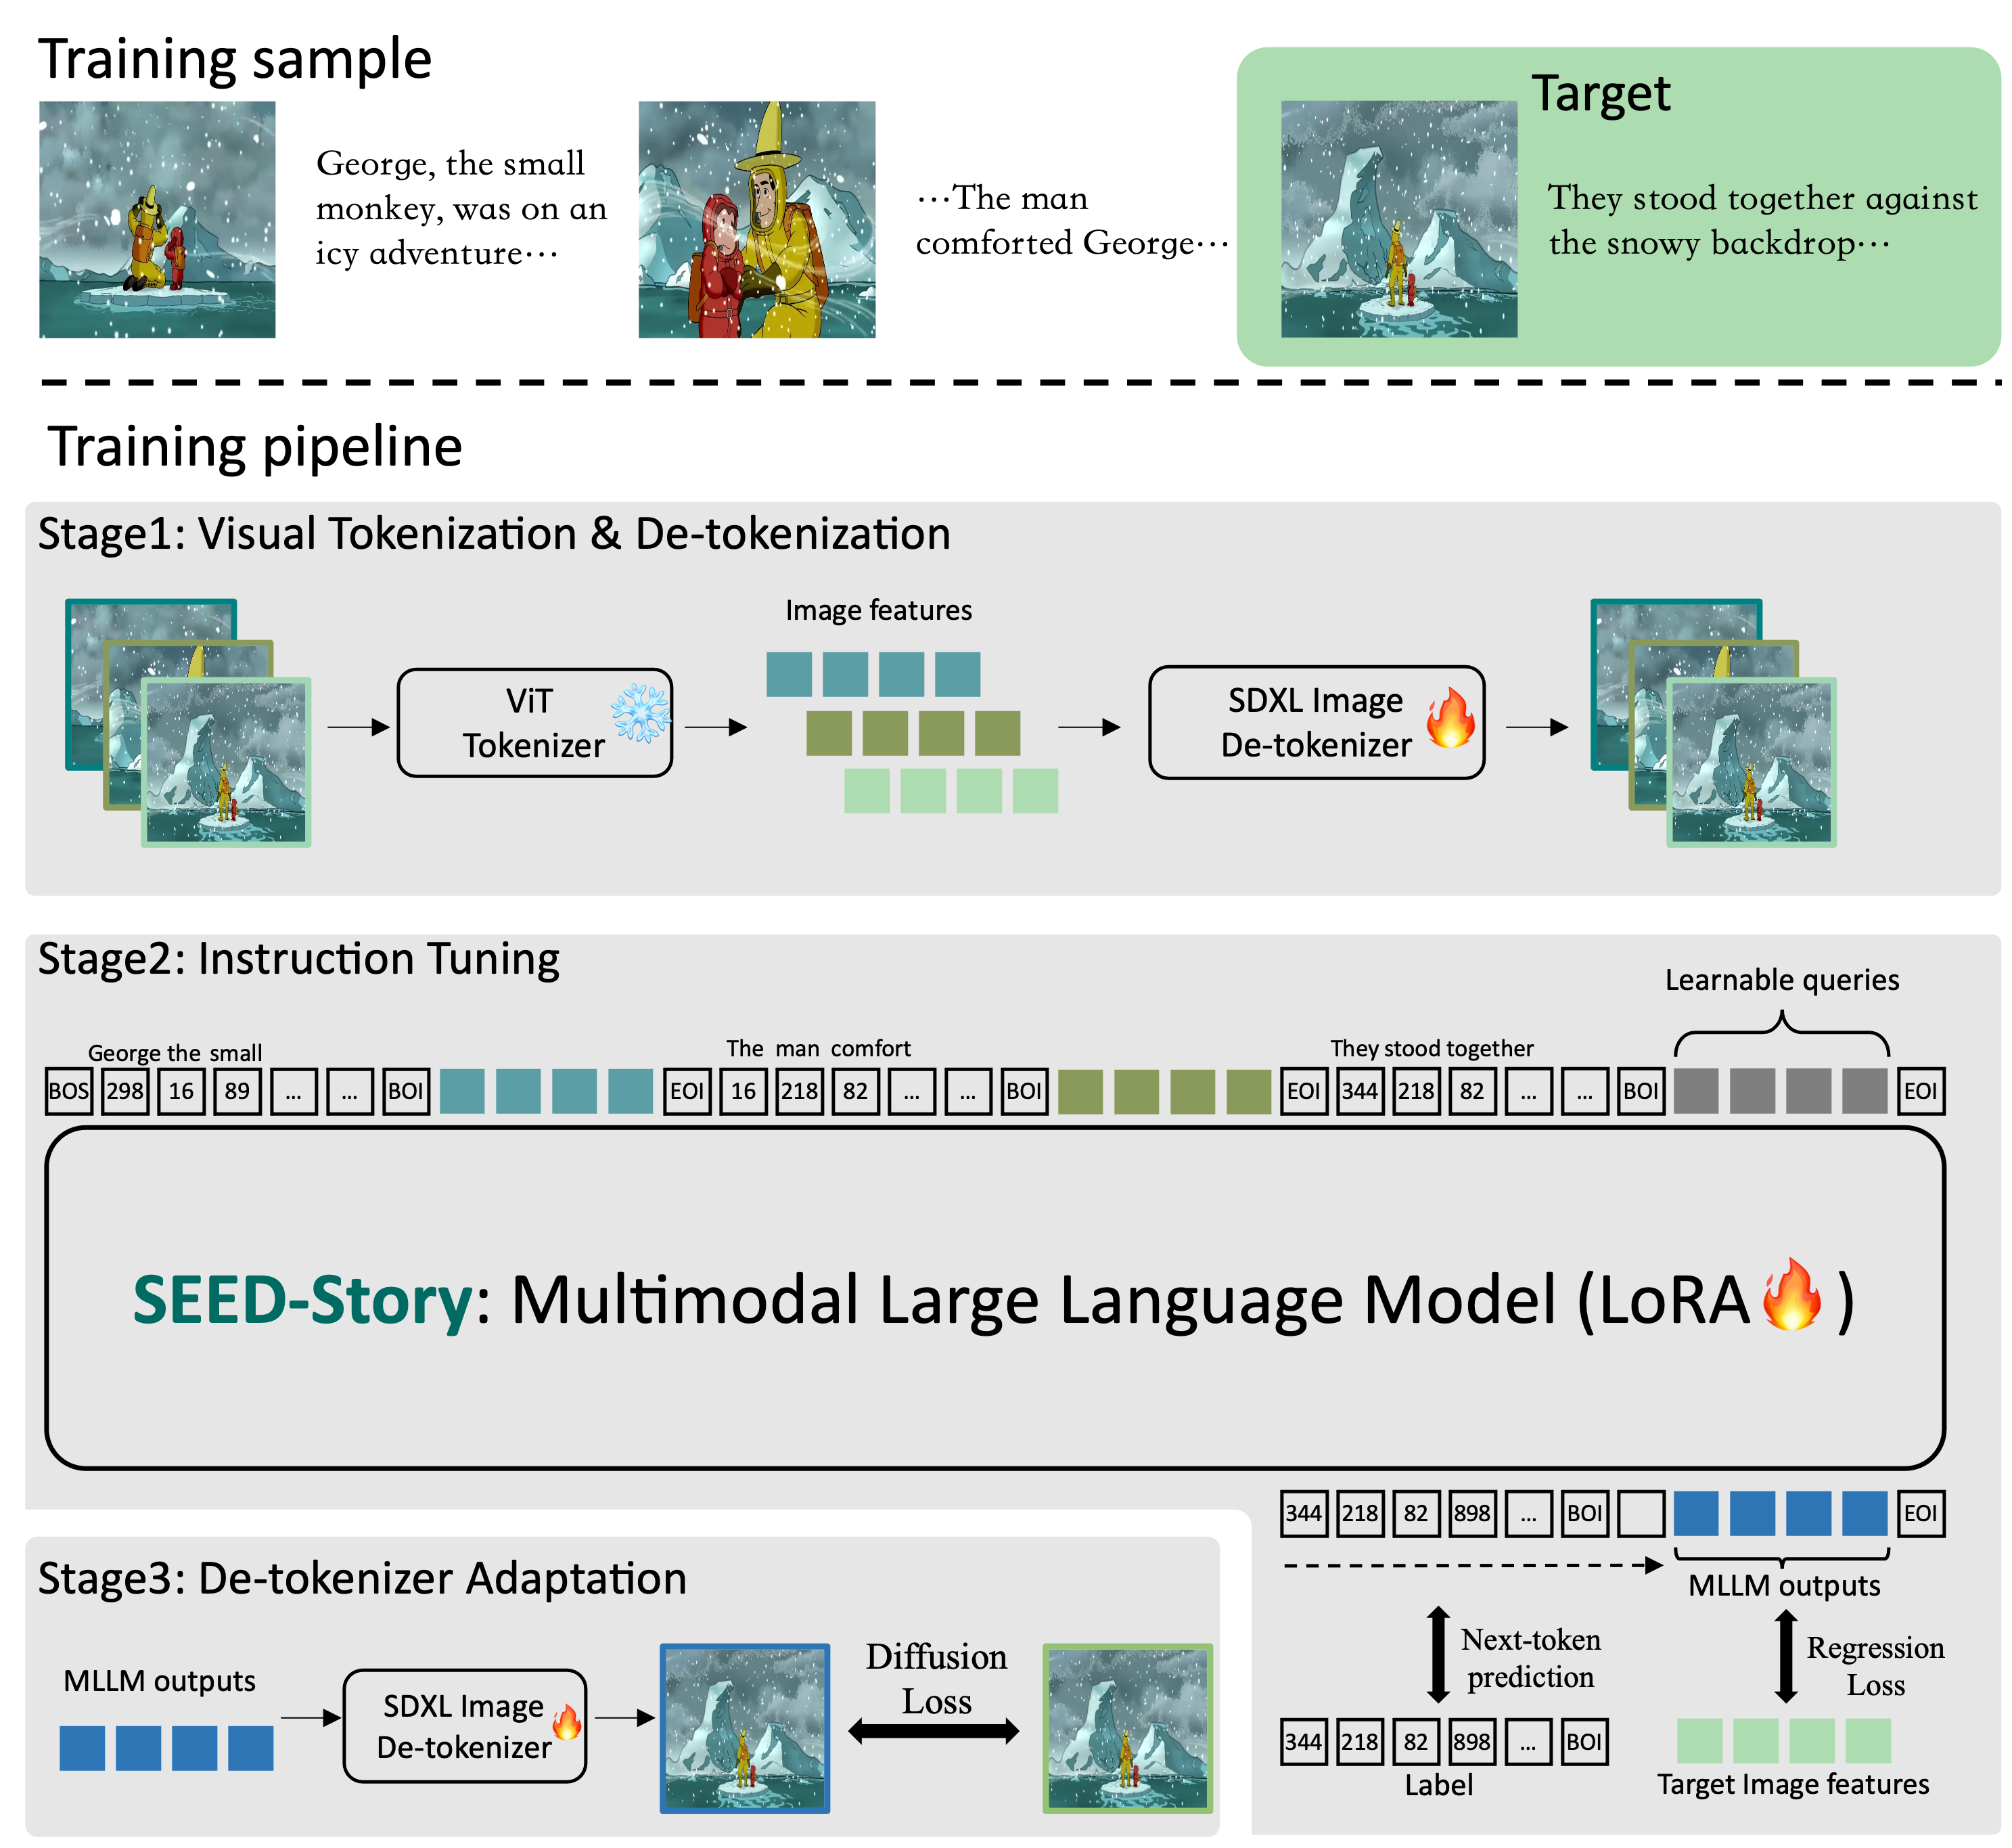 Training sample
George, the small
monkey, was on an
icy adventure···
···The man
comforted George···
Target
They stood together against
the snowy backdrop···
Training pipeline
Stage1: Visual Tokenization & De-tokenization
ViT
Tokenizer
Image features
SDXL Image
De-tokenizer
Stage2: Instruction Tuning
Learnable queries
George the small
The man comfort
They stood together
BOS 298 16 89 ... ... BOI EOI 16 218 82 ... ... BOI EOI 344 218 82 ... ... BOI EOI
SEED-Story: Multimodal Large Language Model (LoRA )
344 218 82 898 ... BOI EOI
MLLM outputs
Next-token
prediction
Regression
Loss
344 218 82 898 ... BOI
Label
Target Image features
Stage3: De-tokenizer Adaptation
MLLM outputs
SDXL Image
De-tokenizer
Diffusion
Loss